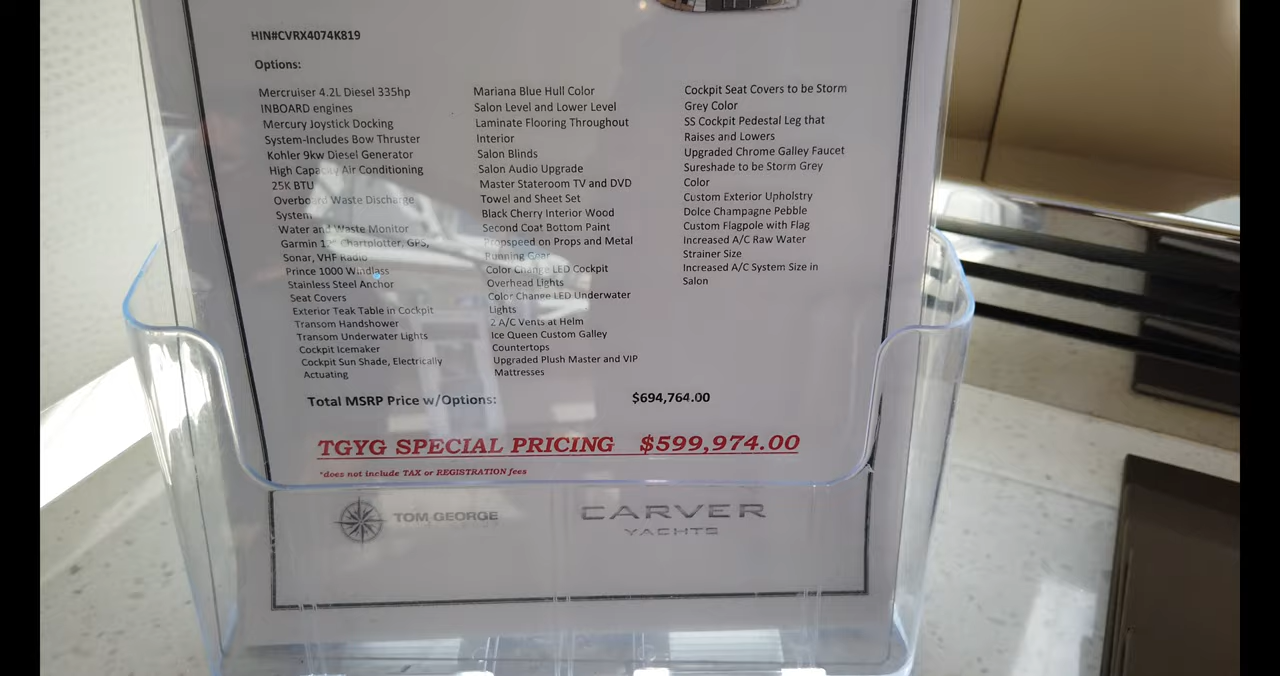 HIN#CVRX4074K819
Options:
Mercruiser 4.2L Diesel 335hp
INBOARD engines
Mercury Joystick Docking
System-Includes Bow Thruster
Kohler 9kw Diesel Generator
High Capacity Air Conditioning
25K BTU
Overboard Waste Discharge
System
Water and Waste Monitor
Garmin 12" Chartplotter, GPS,
Sonar, VHF Radio
Prince 1000 Windlass
Stainless Steel Anchor
Seat Covers
Exterior Teak Table in Cockpit
Transom Handshower
Transom Underwater Lights
Cockpit Icemaker
Cockpit Sun Shade, Electrically
Actuating
Mariana Blue Hull Color
Salon Level and Lower Level
Laminate Flooring Throughout
Interior
Salon Blinds
Salon Audio Upgrade
Master Stateroom TV and DVD
Towel and Sheet Set
Black Cherry Interior Wood
Second Coat Bottom Paint
Propspeed on Props and Metal
Running Gear
Color Change LED Cockpit
Overhead Lights
Color Change LED Underwater
Lights
2 A/C Vents at Helm
Ice Queen Custom Galley
Countertops
Upgraded Plush Master and VIP
Mattresses
Cockpit Seat Covers to be Storm
Grey Color
SS Cockpit Pedestal Leg that
Raises and Lowers
Upgraded Chrome Galley Faucet
Sureshade to be Storm Grey
Color
Custom Exterior Upholstry
Dolce Champagne Pebble
Custom Flagpole with Flag
Increased A/C Raw Water
Strainer Size
Increased A/C System Size in
Salon
Total MSRP Price w/Options: $694,764.00
TGYG SPECIAL PRICING $599,974.00
*does not include TAX or REGISTRATION fees
TOM GEORGE
CARVER
YACHTS